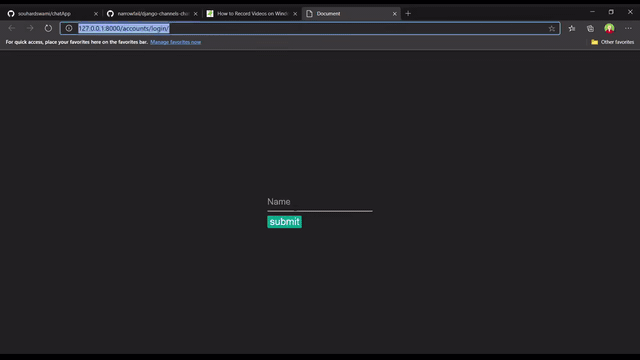 souhardswami/chatApp
narrowfail/django-channels-cha
How to Record Videos on Wind
Document
127.0.0.1:8000/accounts/login/
For quick access, place your favorites here on the favorites bar. Manage favorites now
Other favorites
Name
submit